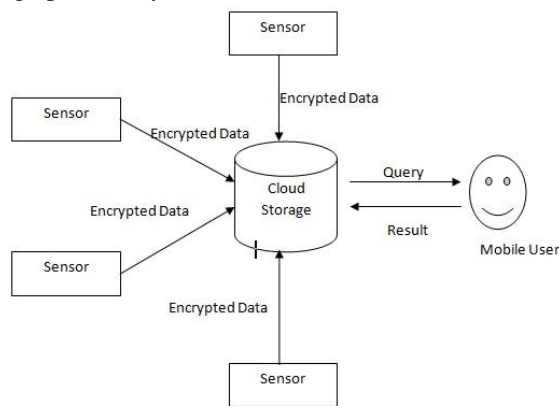 Sensor
Encrypted Data
Sensor
Encrypted Data
Encrypted Data
Cloud
Storage
Query
Result
Mobile User
Sensor
Encrypted Data
Sensor